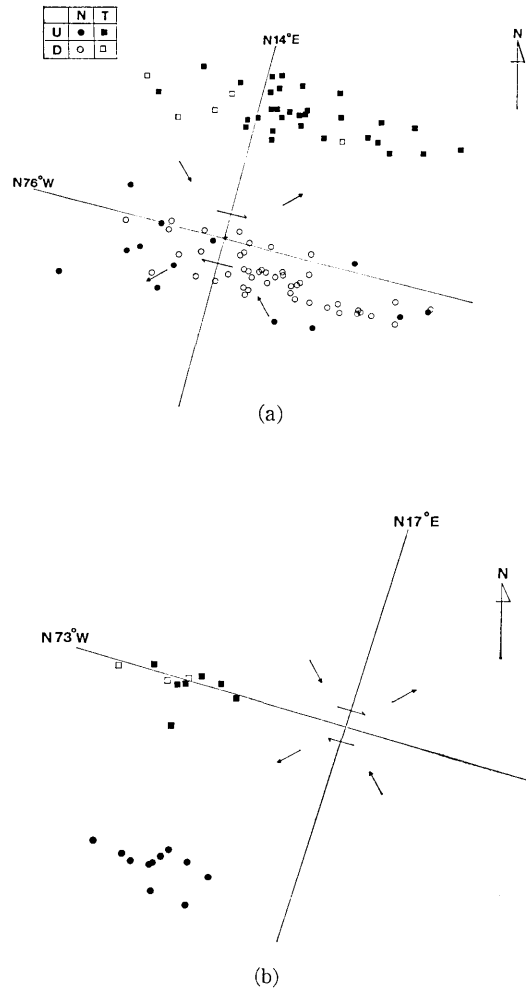 N T
U ● ■
D ○ □
N14°E
N
N76°W
(a)
N17°E
N
N73°W
(b)